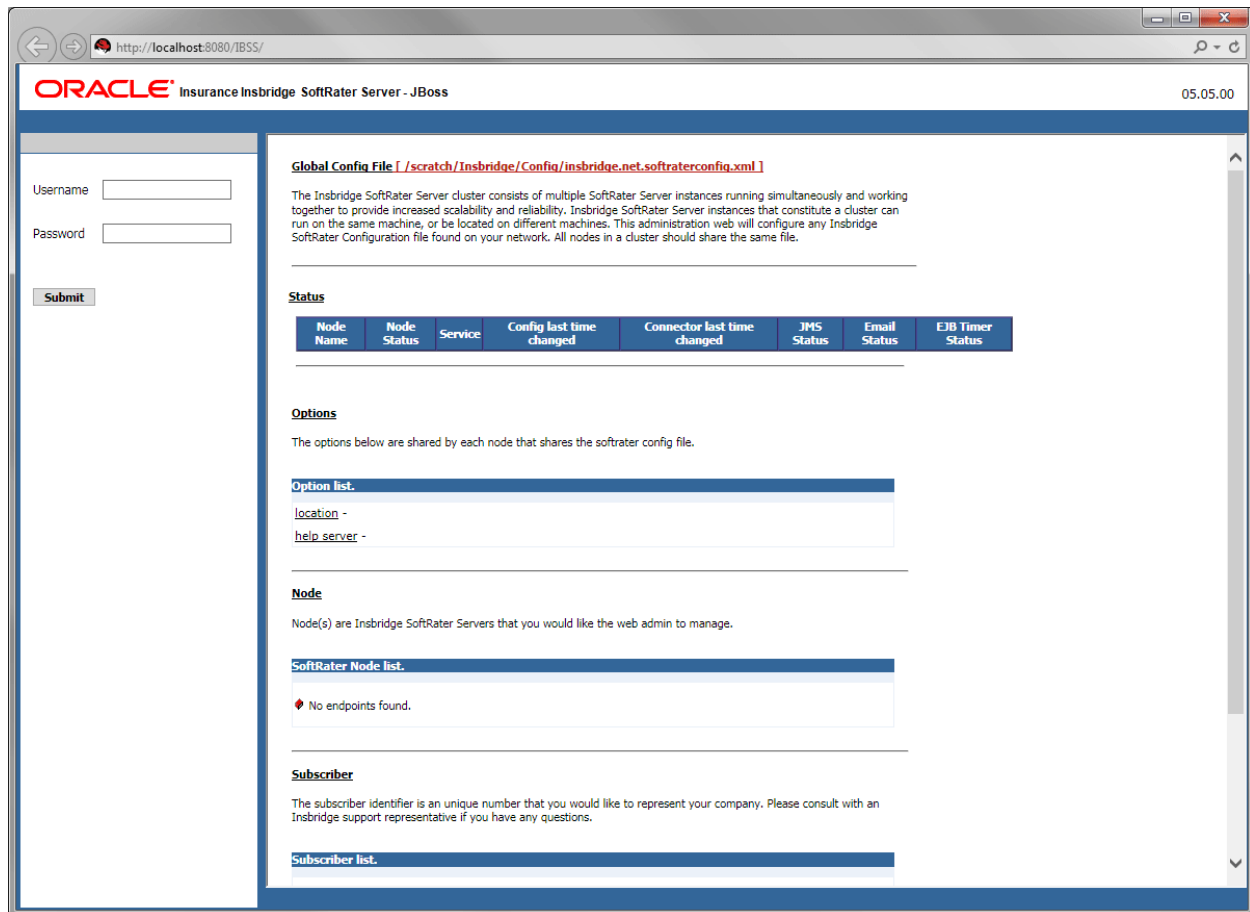 http://localhost:8080/IBSS/
ORACLE® Insurance Insbridge SoftRater Server - JBoss
05.05.00
Username
Password
Submit
Global Config File [ /scratch/Insbridge/Config/insbridge.net.softraterconfig.xml ]
The Insbridge SoftRater Server cluster consists of multiple SoftRater Server instances running simultaneously and working
together to provide increased scalability and reliability. Insbridge SoftRater Server instances that constitute a cluster can
run on the same machine, or be located on different machines. This administration web will configure any Insbridge
SoftRater Configuration file found on your network. All nodes in a cluster should share the same file.
Status
Node Name
Node Status
Service
Config last time changed
Connector last time changed
JMS Status
Email Status
EJB Timer Status
Options
The options below are shared by each node that shares the softrater config file.
Option list.
location -
help server -
Node
Node(s) are Insbridge SoftRater Servers that you would like the web admin to manage.
SoftRater Node list.
No endpoints found.
Subscriber
The subscriber identifier is an unique number that you would like to represent your company. Please consult with an
Insbridge support representative if you have any questions.
Subscriber list.